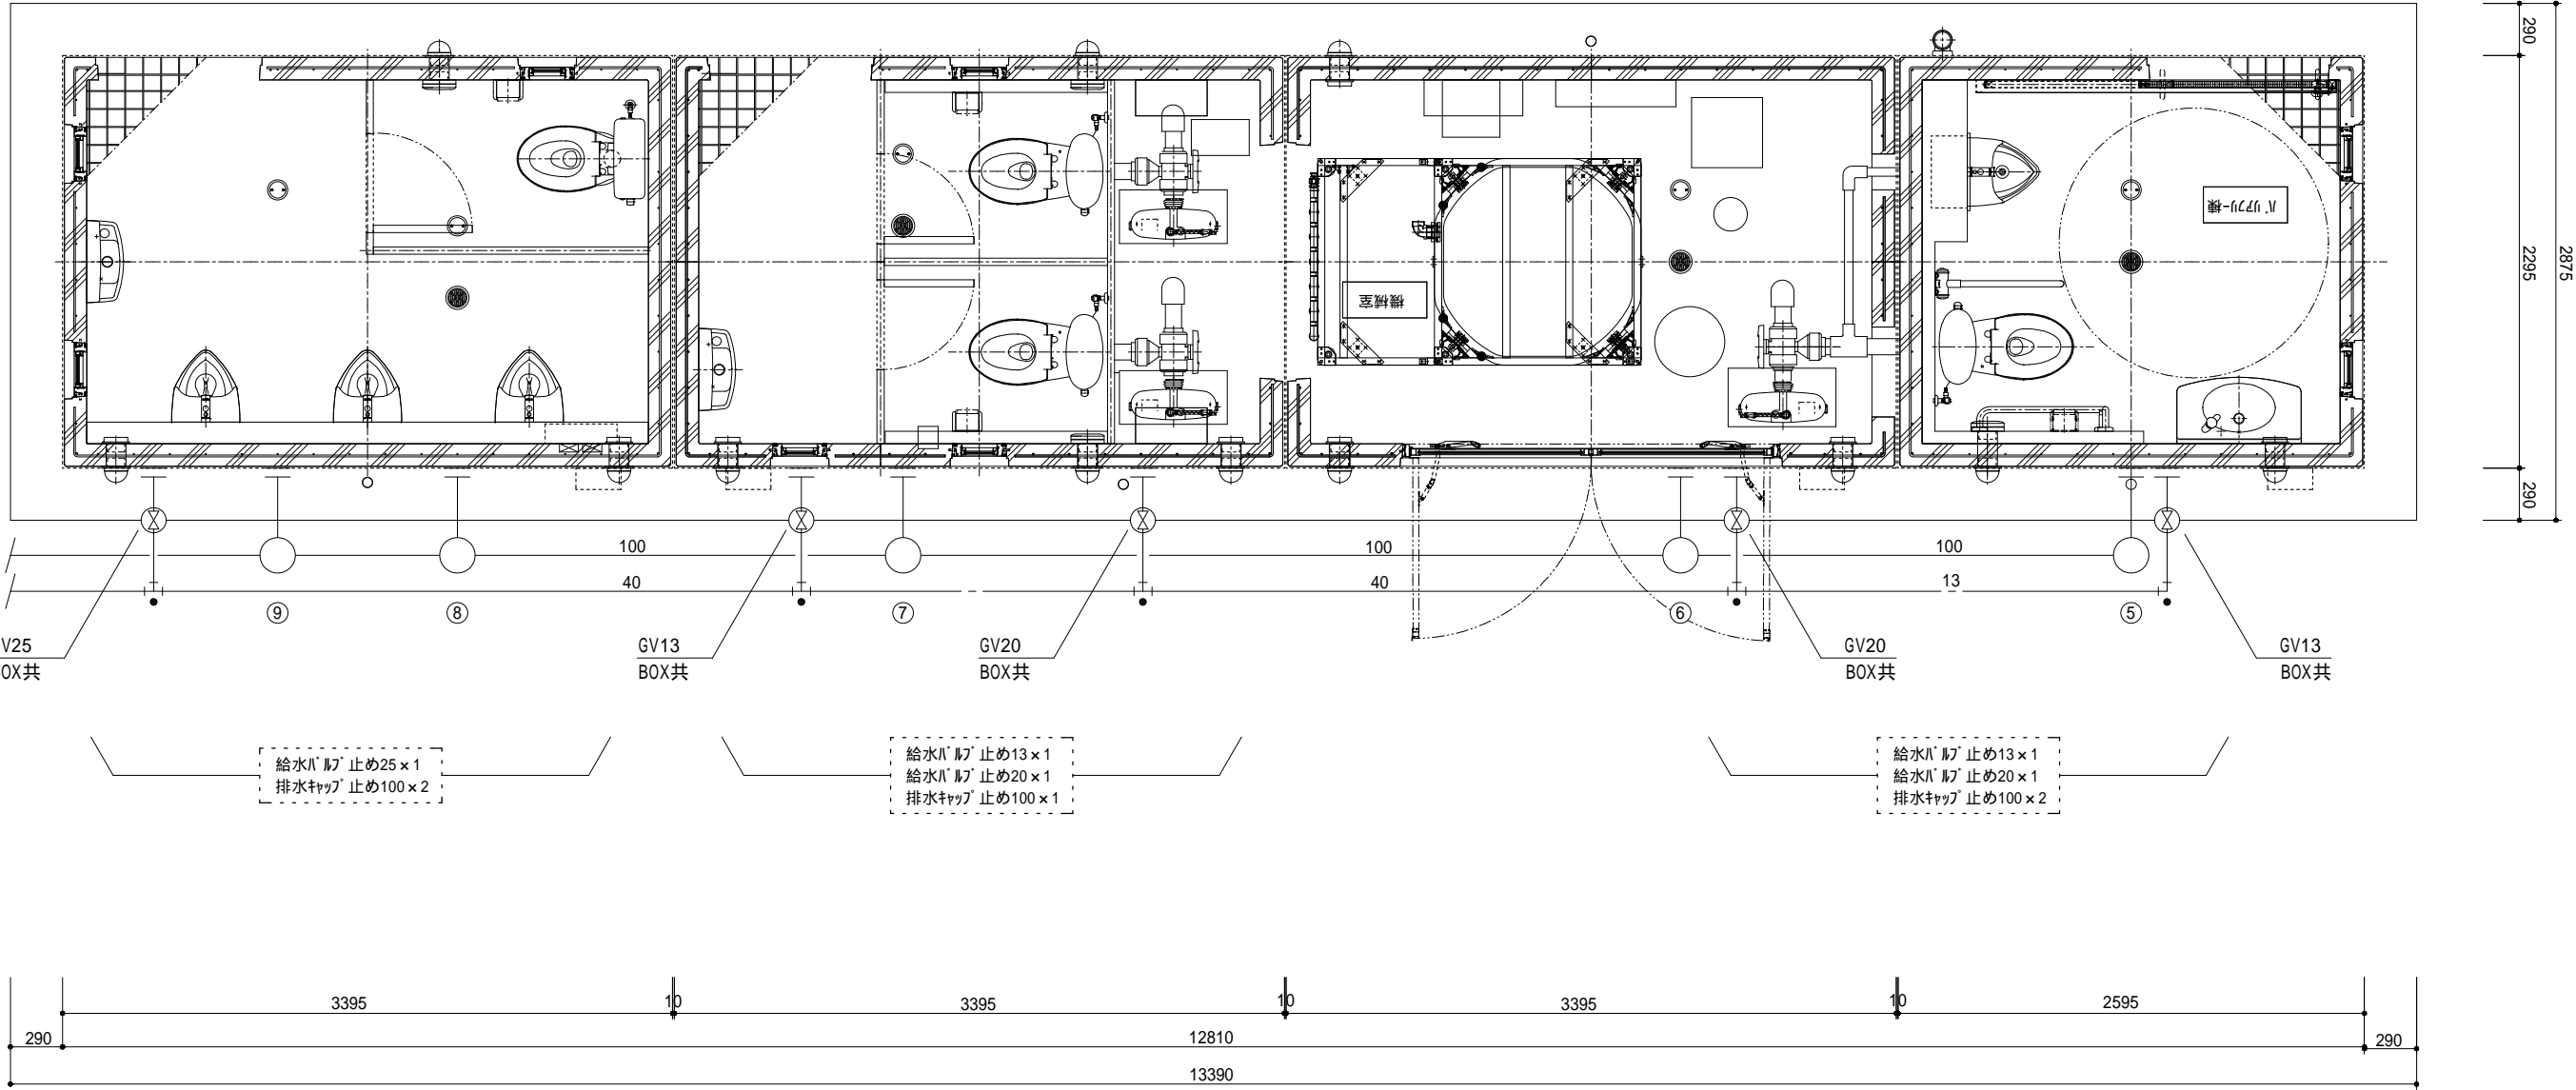 290
2295
2875
290
バリアフリー棟
機械室
100
100
100
40
40
13
⑨
⑧
⑦
⑥
⑤
V25
OX共
GV13
BOX共
GV20
BOX共
GV20
BOX共
GV13
BOX共
給水バルブ止め25×1
排水キャップ止め100×2
給水バルブ止め13×1
給水バルブ止め20×1
排水キャップ止め100×1
給水バルブ止め13×1
給水バルブ止め20×1
排水キャップ止め100×2
3395
10
3395
10
3395
10
2595
290
12810
290
13390